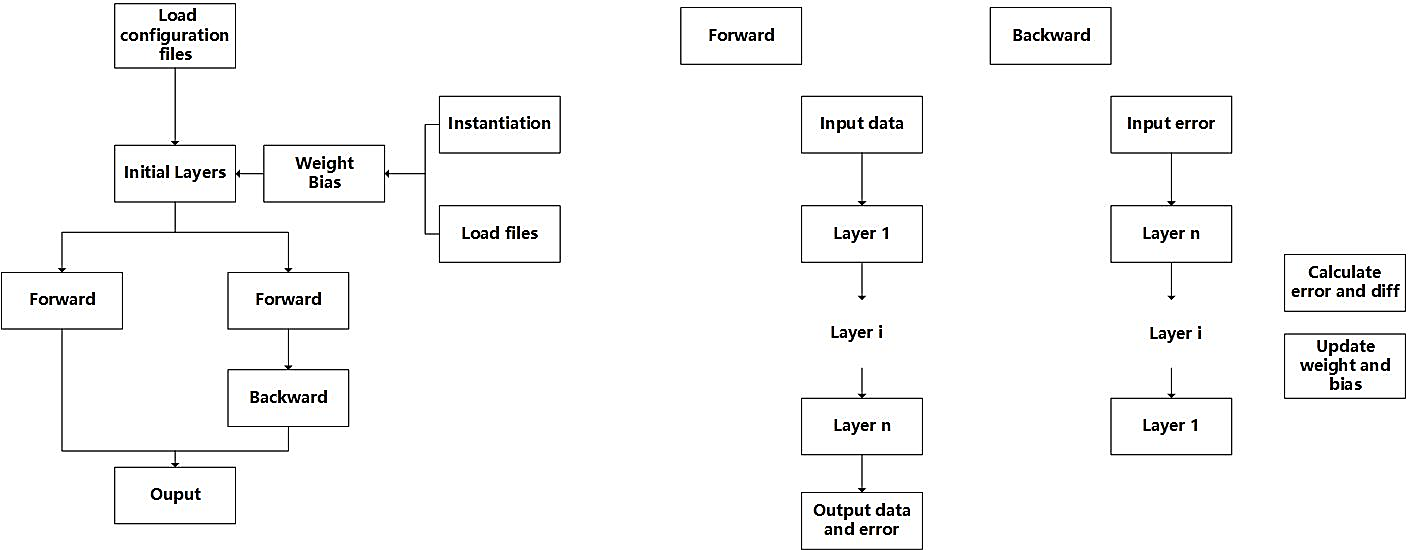 Load
configuration
files
Instantiation
Initial Layers
Weight
Bias
Load files
Forward
Forward
Backward
Ouput
Forward
Input data
Layer 1
Layer i
Layer n
Output data
and error
Backward
Input error
Layer n
Layer i
Layer 1
Calculate
error and diff
Update
weight and
bias